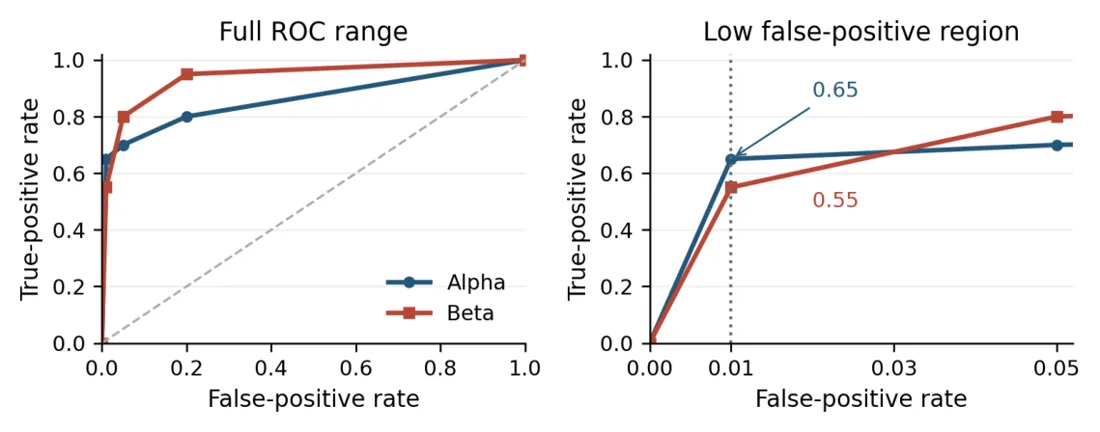 Full ROC range
True-positive rate
1.0
0.8
0.6
0.4
0.2
0.0
0.0 0.2 0.4 0.6 0.8 1.0
False-positive rate
Alpha
Beta
Low false-positive region
True-positive rate
1.0
0.8
0.6
0.4
0.2
0.0
0.65
0.55
0.00 0.01 0.03 0.05
False-positive rate